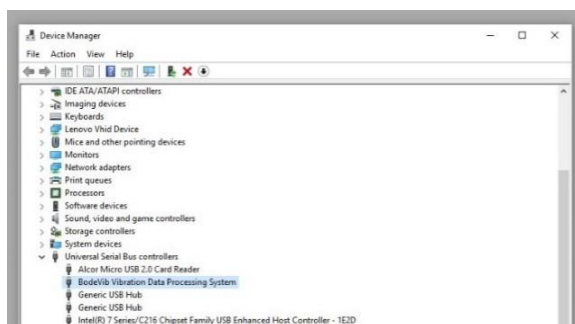 Device Manager
File Action View Help
IDE ATA/ATAPI controllers
Imaging devices
Keyboards
Lenovo Vhid Device
Mice and other pointing devices
Monitors
Network adapters
Print queues
Processors
Software devices
Sound, video and game controllers
Storage controllers
System devices
Universal Serial Bus controllers
Alcor Micro USB 2.0 Card Reader
BodeVib Vibration Data Processing System
Generic USB Hub
Generic USB Hub
Intel(R) 7 Series/C216 Chipset Family USB Enhanced Host Controller - 1E2D